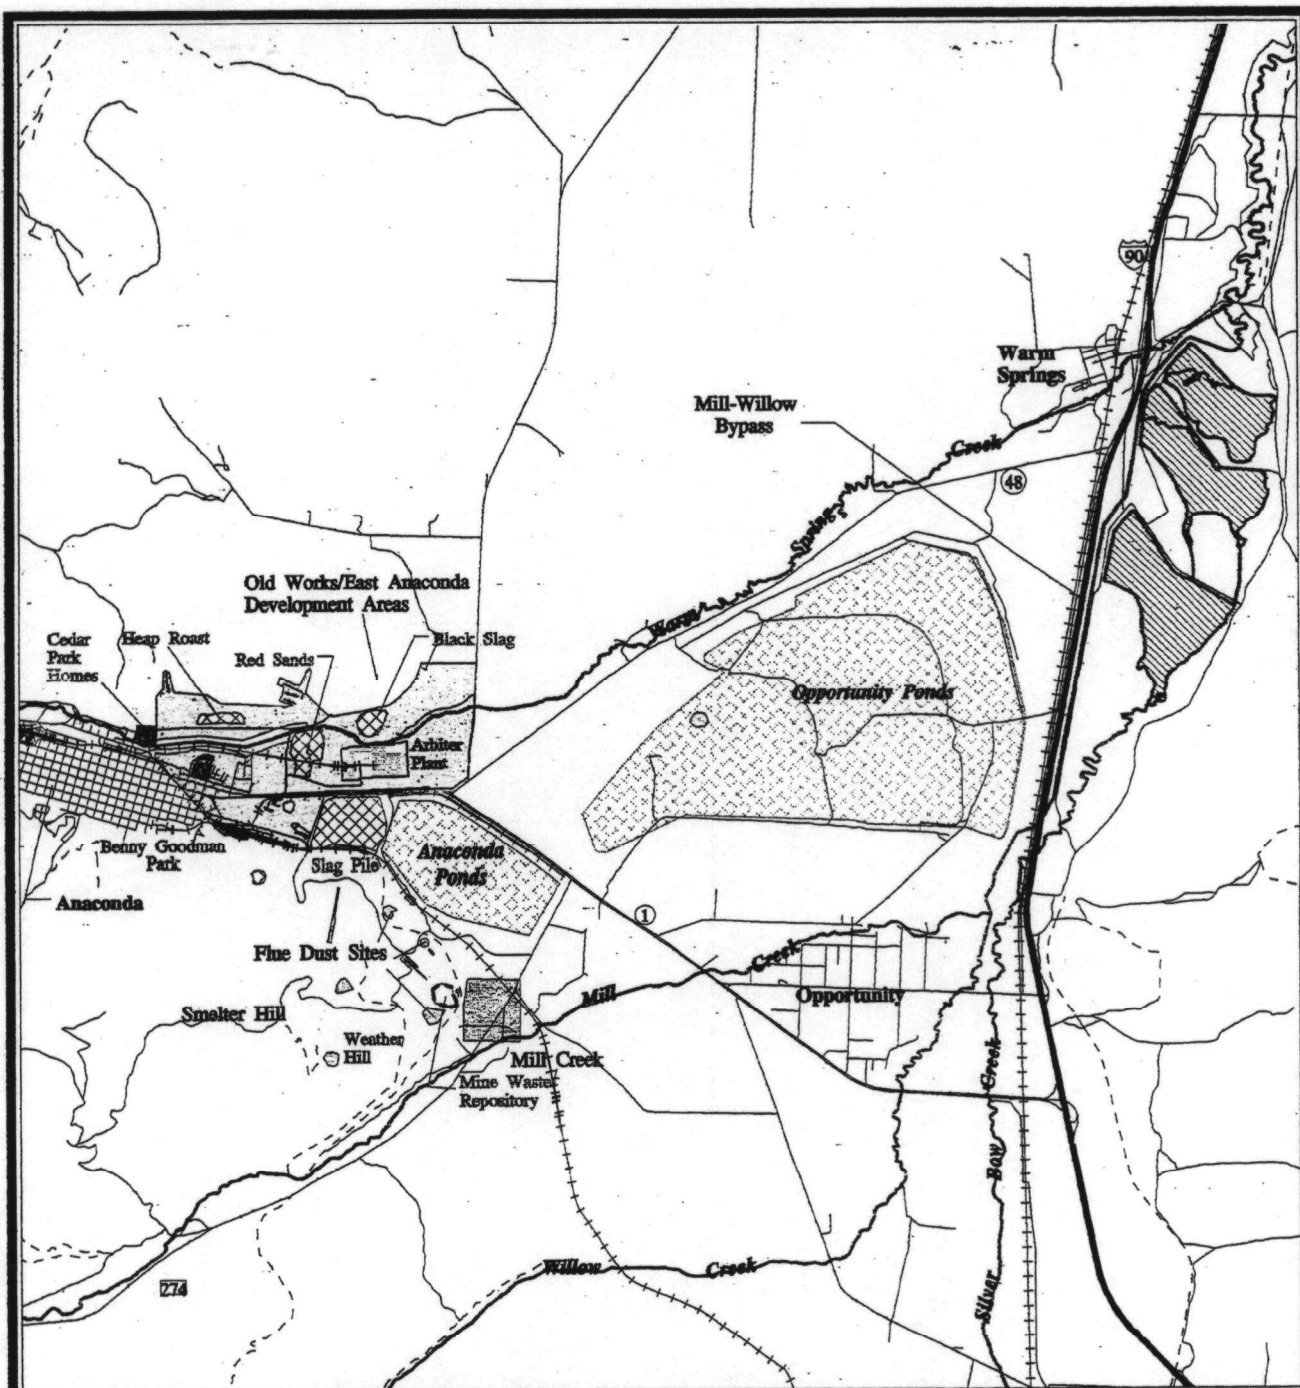 90
Warm
Springs
Mill-Willow
Bypass
Creek
48
Spring
Warm
Old Works/East Anaconda
Development Areas
Cedar
Park
Homes
Heap Roast
Red Sands
Black Slag
Opportunity Ponds
Arbiter
Plant
Benny Goodman
Park
Slag Pile
Anaconda
Ponds
Anaconda
1
Flue Dust Sites
Creek
Mill
Opportunity
Smelter Hill
Weather
Hill
Mill Creek
Mine Waste
Repository
Creek
Bow
Silver
Willow
Creek
274